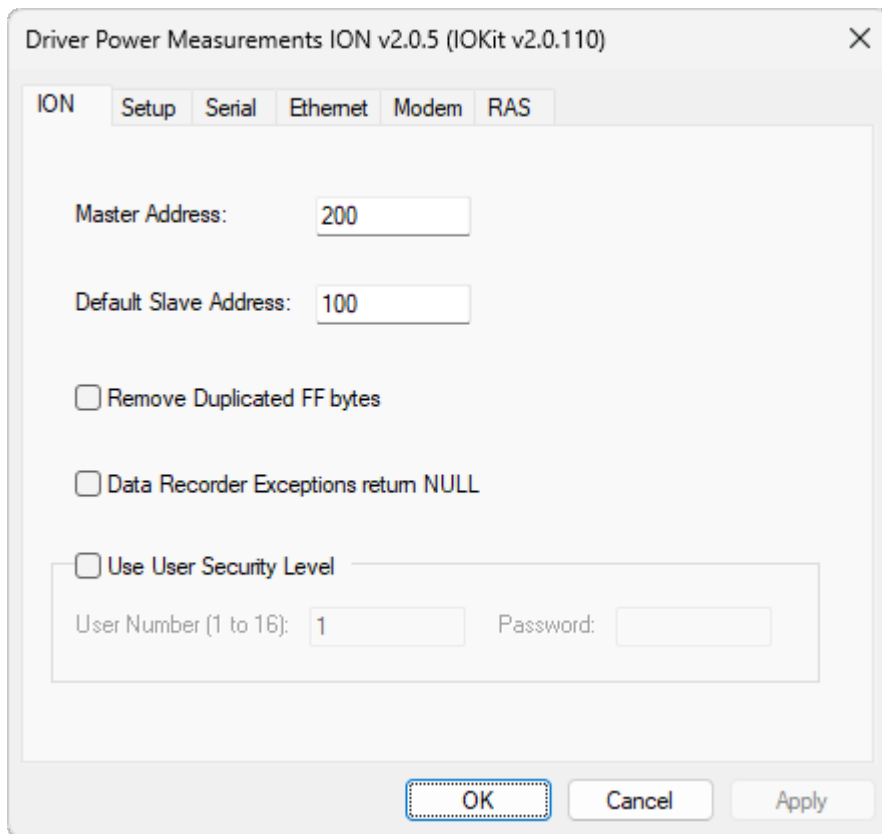 Driver Power Measurements ION v2.0.5 (IOKit v2.0.110)
ION Setup Serial Ethernet Modem RAS
Master Address: 200
Default Slave Address: 100
Remove Duplicated FF bytes
Data Recorder Exceptions return NULL
Use User Security Level
User Number (1 to 16): 1 Password:
OK Cancel Apply